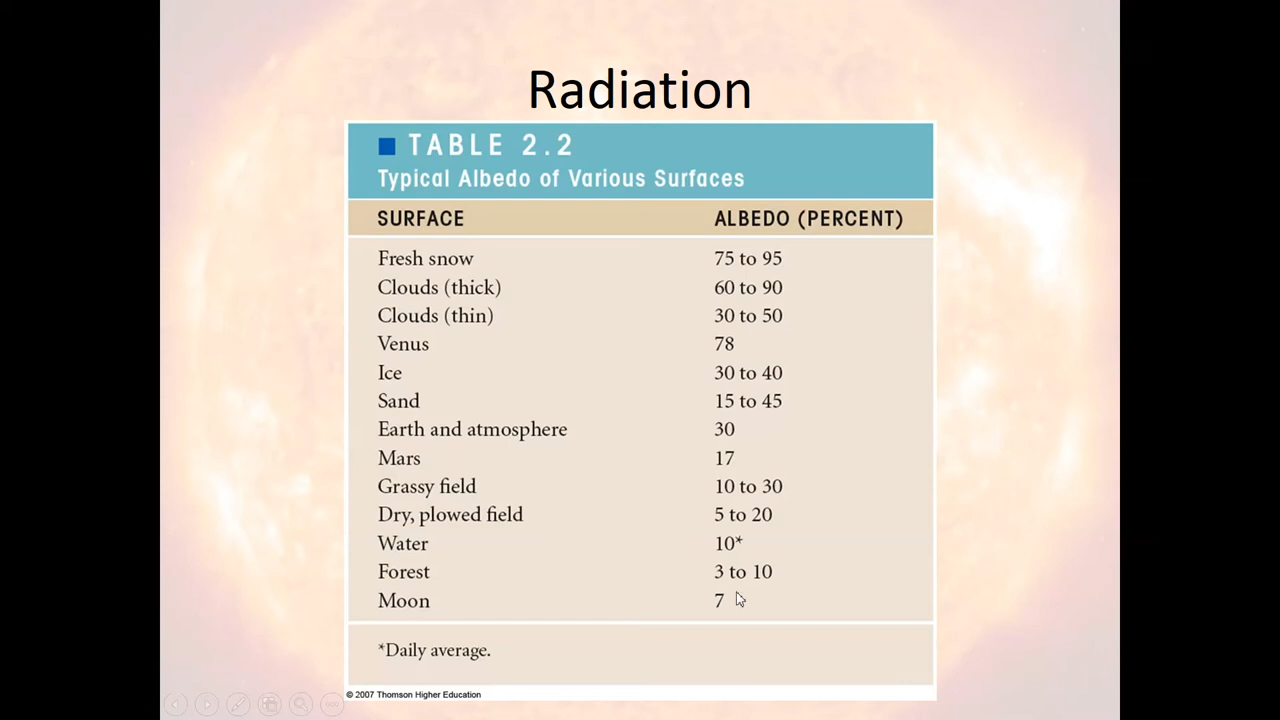 Radiation
TABLE 2.2
Typical Albedo of Various Surfaces
SURFACE ALBEDO (PERCENT)
Fresh snow 75 to 95
Clouds (thick) 60 to 90
Clouds (thin) 30 to 50
Venus 78
Ice 30 to 40
Sand 15 to 45
Earth and atmosphere 30
Mars 17
Grassy field 10 to 30
Dry, plowed field 5 to 20
Water 10*
Forest 3 to 10
Moon 7
*Daily average.
© 2007 Thomson Higher Education